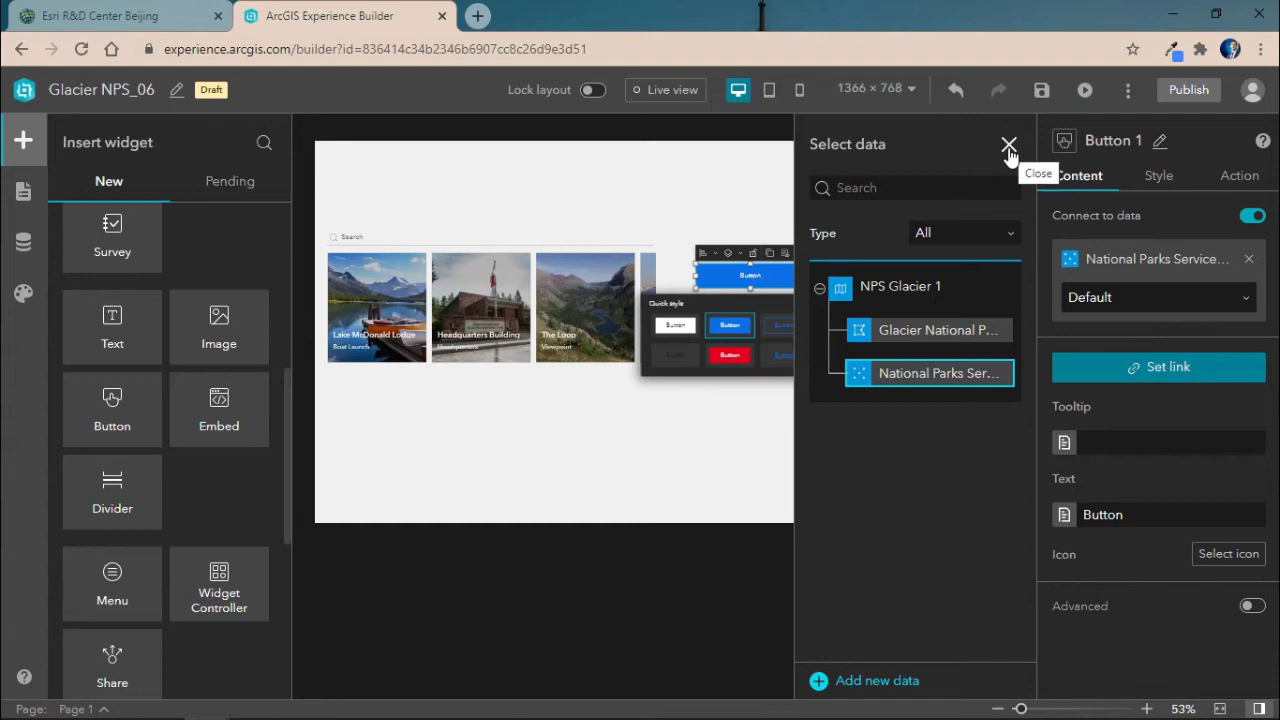 Esri R&D Center Beijing
ArcGIS Experience Builder
experience.arcgis.com/builder?id=836414c34b2346b6907cc8c26d9e3d51
Glacier NPS_06
Draft
Lock layout
Live view
1366 × 768
Publish
Insert widget
New
Pending
Survey
Text
Image
Button
Embed
Divider
Menu
Widget Controller
Share
Search
Lake McDonald Lodge
Boat Launch
Headquarters Building
Headquarters
The Loop
Viewpoint
Button
Quick style
Button
Button
Button
Button
Button
Button
Select data
Close
Search
Type
All
NPS Glacier 1
Glacier National P...
National Parks Ser...
Add new data
Button 1
Content
Style
Action
Connect to data
National Parks Service...
Default
Set link
Tooltip
Text
Button
Icon
Select icon
Advanced
Page:
Page 1
53%